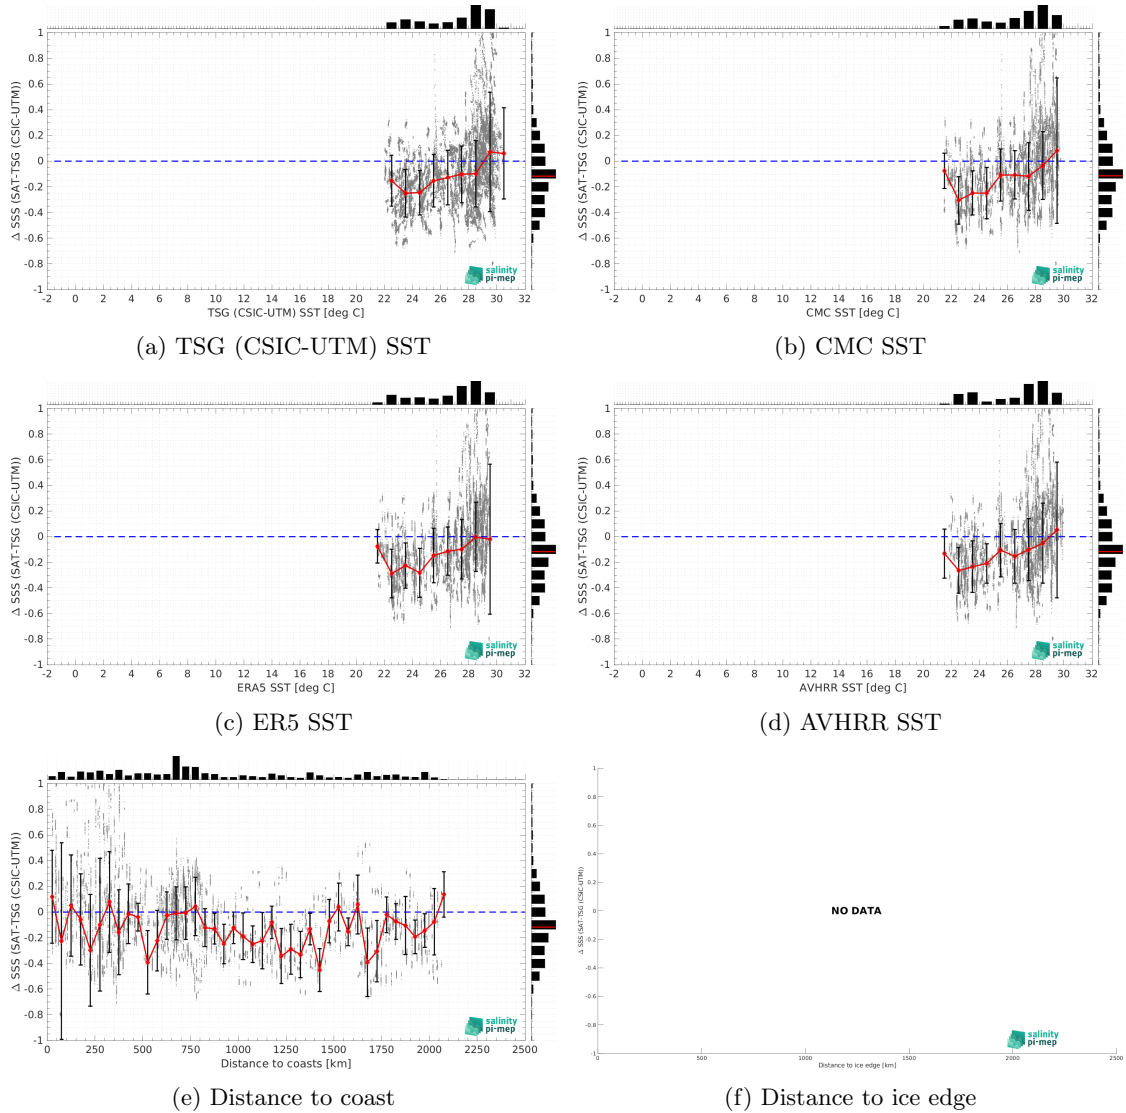 1
0.8
0.6
0.4
0.2
0
-0.2
-0.4
-0.6
-0.8
-1
Δ SSS (SAT-TSG (CSIC-UTM))
salinity
pi-mep
-2 0 2 4 6 8 10 12 14 16 18 20 22 24 26 28 30 32
TSG (CSIC-UTM) SST [deg C]
(a) TSG (CSIC-UTM) SST
1
0.8
0.6
0.4
0.2
0
-0.2
-0.4
-0.6
-0.8
-1
Δ SSS (SAT-TSG (CSIC-UTM))
salinity
pi-mep
-2 0 2 4 6 8 10 12 14 16 18 20 22 24 26 28 30 32
CMC SST [deg C]
(b) CMC SST
1
0.8
0.6
0.4
0.2
0
-0.2
-0.4
-0.6
-0.8
-1
Δ SSS (SAT-TSG (CSIC-UTM))
salinity
pi-mep
-2 0 2 4 6 8 10 12 14 16 18 20 22 24 26 28 30 32
ERA5 SST [deg C]
(c) ER5 SST
1
0.8
0.6
0.4
0.2
0
-0.2
-0.4
-0.6
-0.8
-1
Δ SSS (SAT-TSG (CSIC-UTM))
salinity
pi-mep
-2 0 2 4 6 8 10 12 14 16 18 20 22 24 26 28 30 32
AVHRR SST [deg C]
(d) AVHRR SST
1
0.8
0.6
0.4
0.2
0
-0.2
-0.4
-0.6
-0.8
-1
Δ SSS (SAT-TSG (CSIC-UTM))
salinity
pi-mep
0 250 500 750 1000 1250 1500 1750 2000 2250 2500
Distance to coasts [km]
(e) Distance to coast
1
0.8
0.6
0.4
0.2
0
-0.2
-0.4
-0.6
-0.8
-1
Δ SSS (SAT-TSG (CSIC-UTM))
NO DATA
salinity
pi-mep
0 500 1000 1500 2000 2500
Distance to ice edge [km]
(f) Distance to ice edge